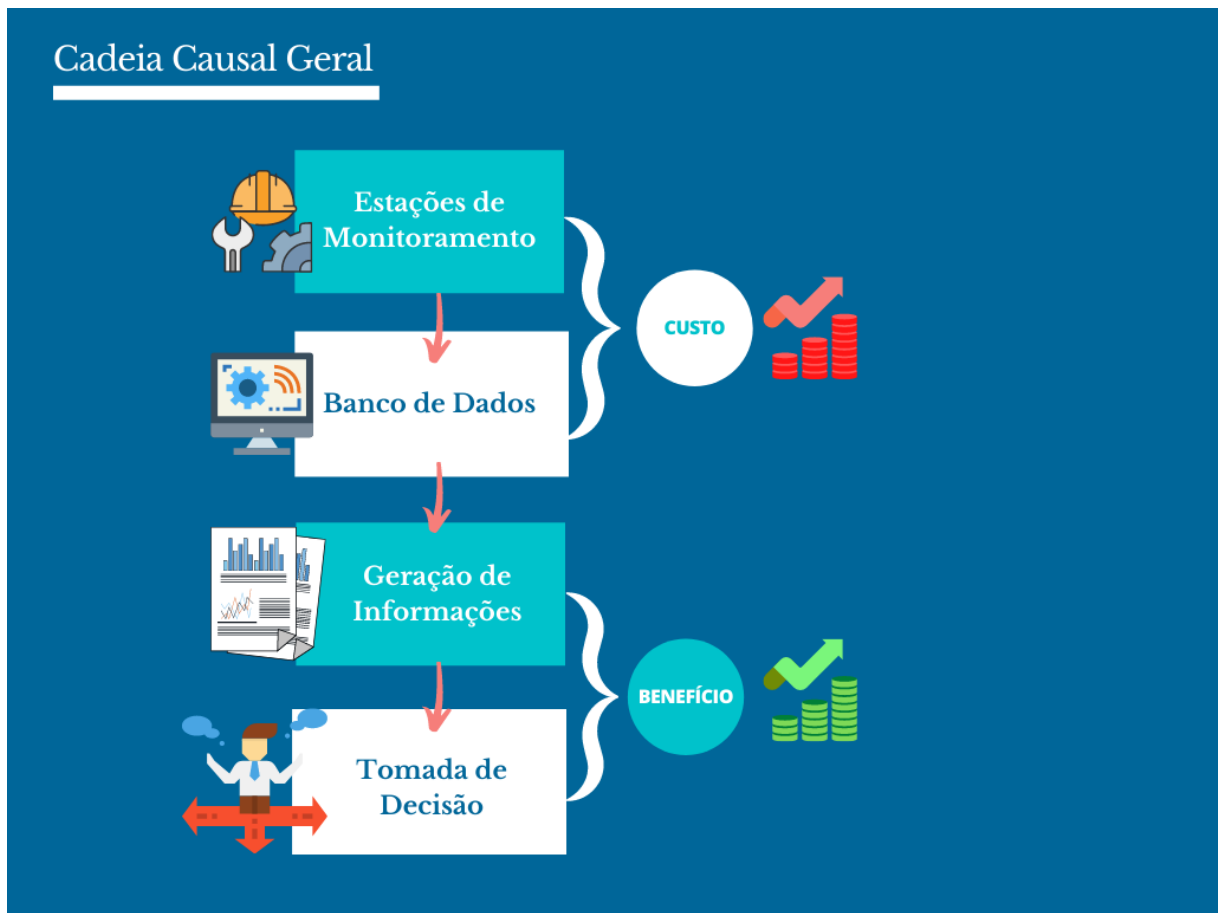 Cadeia Causal Geral
Estações de
Monitoramento
CUSTO
Banco de Dados
Geração de
Informações
BENEFÍCIO
Tomada de
Decisão